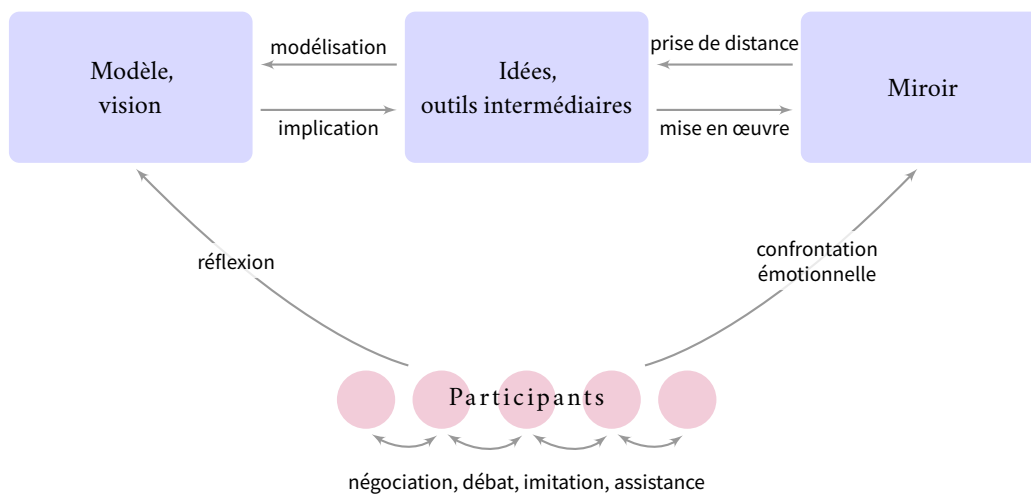 Modèle,
vision
modélisation
implication
Idées,
outils intermédiaires
prise de distance
mise en œuvre
Miroir
réflexion
confrontation
émotionnelle
Participants
négociation, débat, imitation, assistance